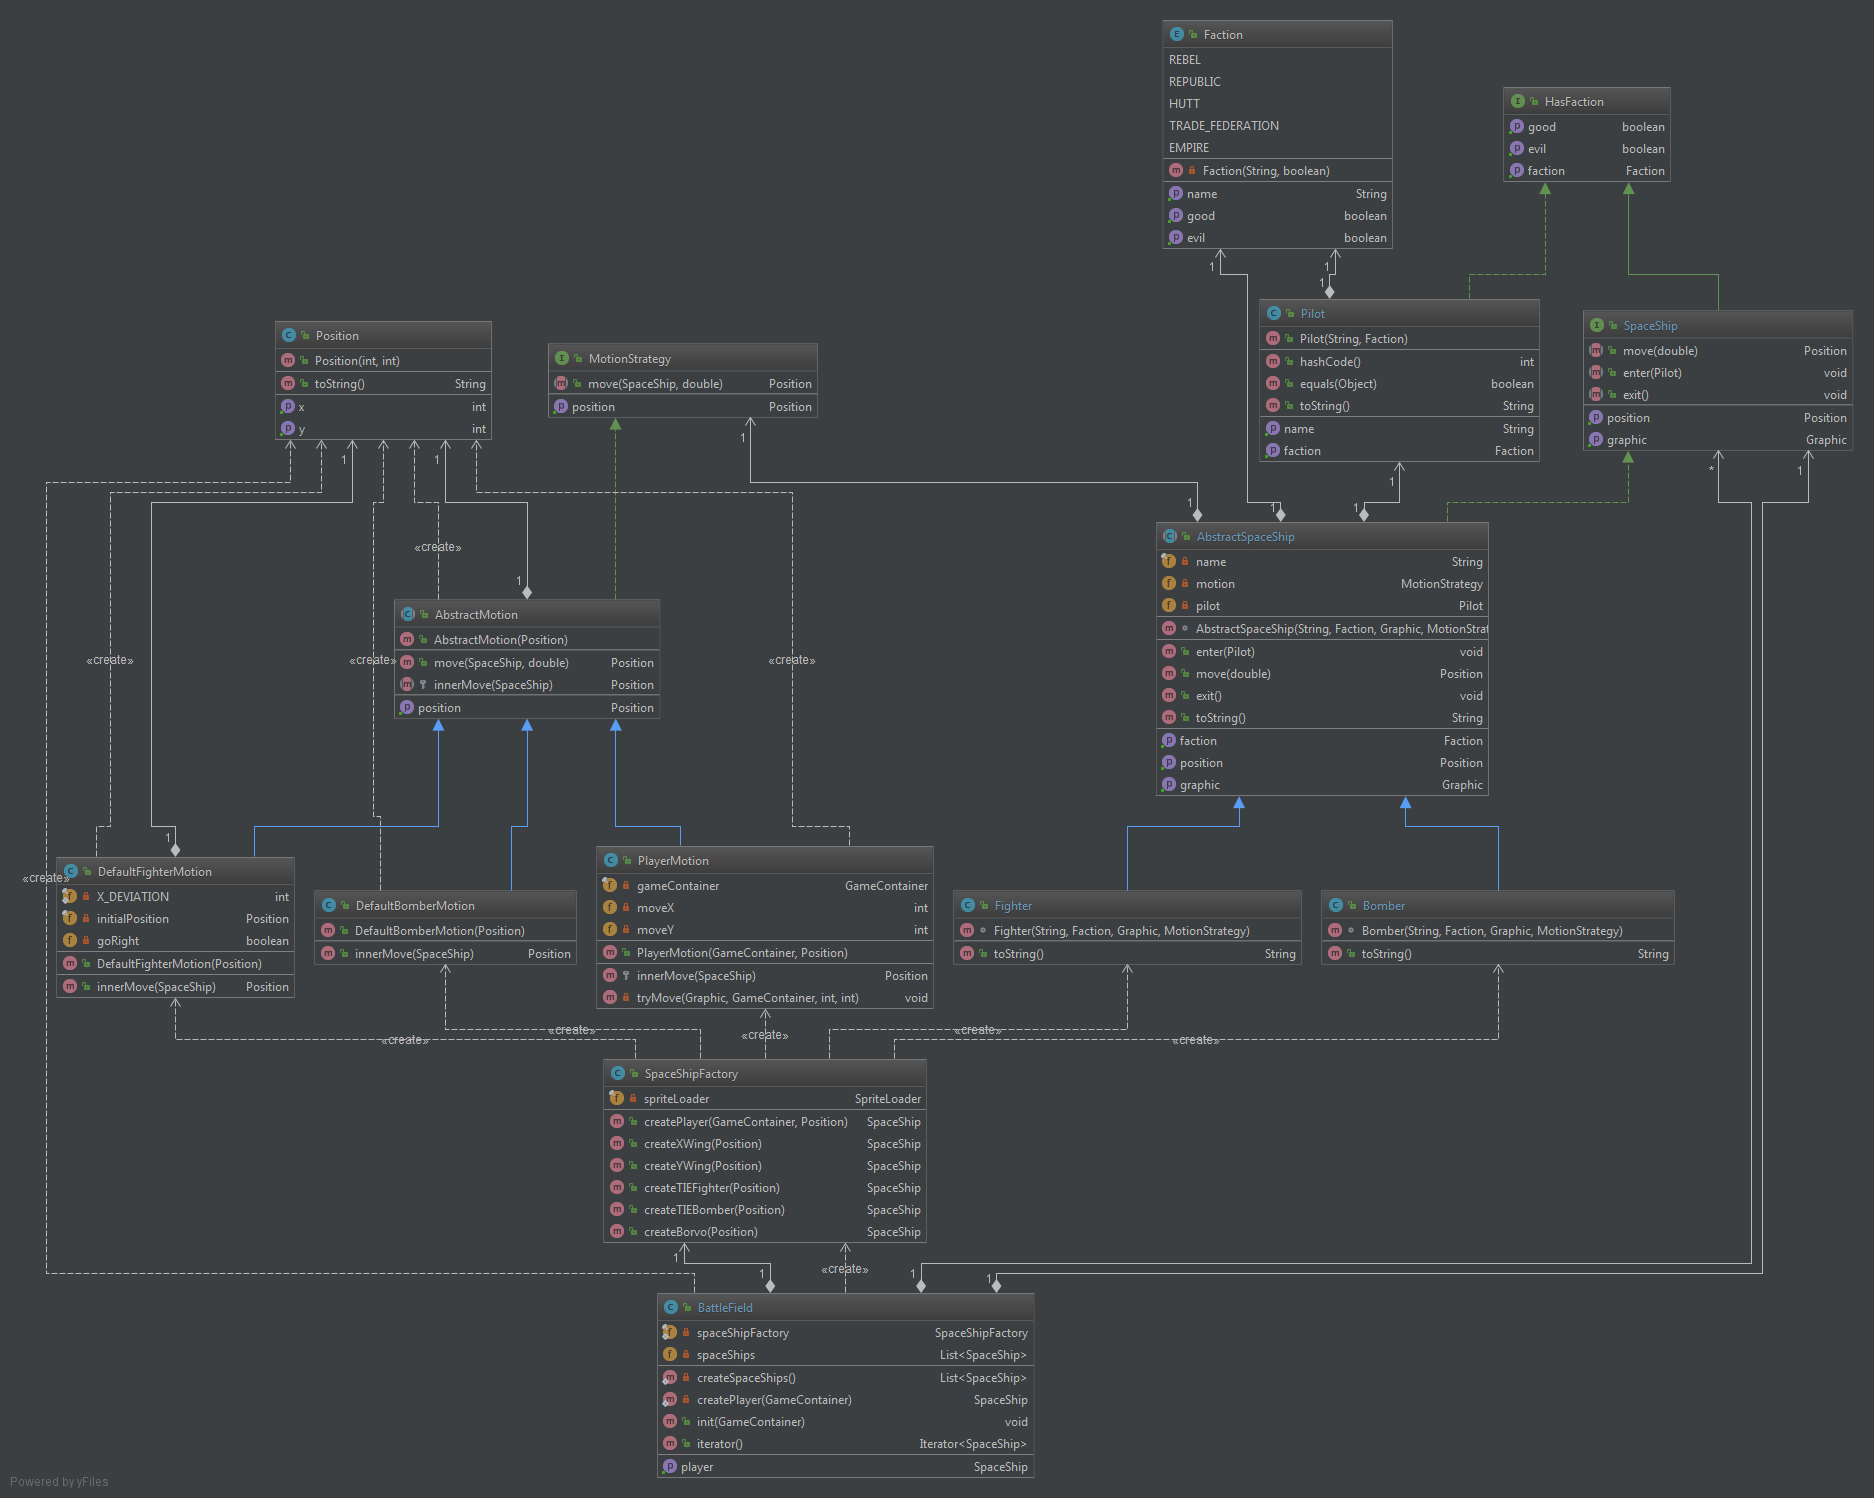 Faction
REBEL
REPUBLIC
HUTT
TRADE_FEDERATION
EMPIRE
Faction(String, boolean)
name String
good boolean
evil boolean
HasFaction
good boolean
evil boolean
faction Faction
1
1
1
Pilot
Pilot(String, Faction)
hashCode() int
equals(Object) boolean
toString() String
name String
faction Faction
SpaceShip
move(double) Position
enter(Pilot) void
exit() void
position Position
graphic Graphic
Position
Position(int, int)
toString() String
x int
y int
MotionStrategy
move(SpaceShip, double) Position
position Position
1
1
1
1
*
1
1
1
1
«create»
1
AbstractSpaceShip
name String
motion MotionStrategy
pilot Pilot
AbstractSpaceShip(String, Faction, Graphic, MotionStrat
enter(Pilot) void
move(double) Position
exit() void
toString() String
faction Faction
position Position
graphic Graphic
AbstractMotion
AbstractMotion(Position)
move(SpaceShip, double) Position
innerMove(SpaceShip) Position
position Position
«create»
«create»
«create»
1
«create»
DefaultFighterMotion
X_DEVIATION int
initialPosition Position
goRight boolean
DefaultFighterMotion(Position)
innerMove(SpaceShip) Position
DefaultBomberMotion
DefaultBomberMotion(Position)
innerMove(SpaceShip) Position
PlayerMotion
gameContainer GameContainer
moveX int
moveY int
PlayerMotion(GameContainer, Position)
innerMove(SpaceShip) Position
tryMove(Graphic, GameContainer, int, int) void
Fighter
Fighter(String, Faction, Graphic, MotionStrategy)
toString() String
Bomber
Bomber(String, Faction, Graphic, MotionStrategy)
toString() String
«create»
«create»
«create»
«create»
«create»
SpaceShipFactory
spriteLoader SpriteLoader
createPlayer(GameContainer, Position) SpaceShip
createXWing(Position) SpaceShip
createYWing(Position) SpaceShip
createTIEFighter(Position) SpaceShip
createTIEBomber(Position) SpaceShip
createBorvo(Position) SpaceShip
1
1
«create»
1
1
BattleField
spaceShipFactory SpaceShipFactory
spaceShips List<SpaceShip>
createSpaceShips() List<SpaceShip>
createPlayer(GameContainer) SpaceShip
init(GameContainer) void
iterator() Iterator<SpaceShip>
player SpaceShip
Powered by yFiles